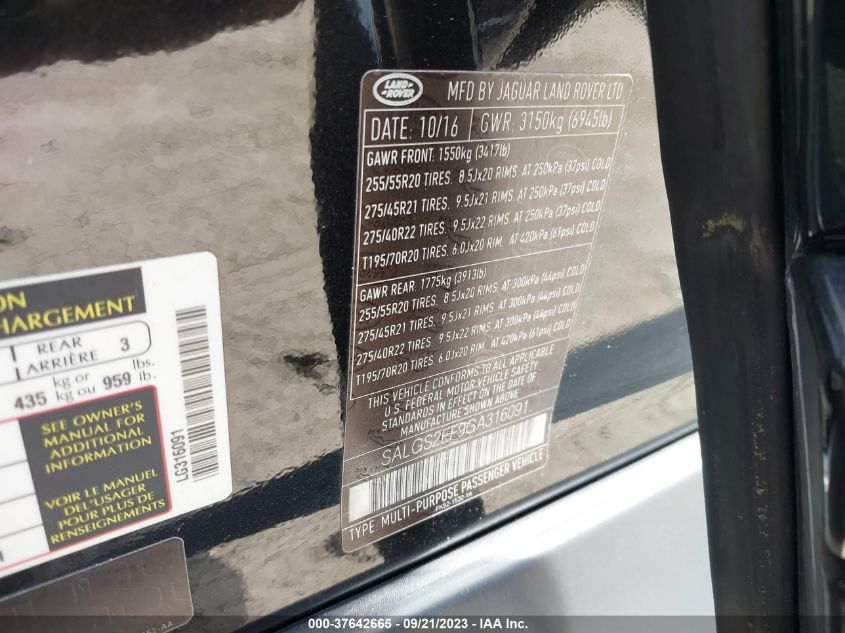 LAND
ROVER
MFD BY JAGUAR LAND ROVER LTD
DATE: 10/16 GWR: 3150kg (6945lb)
GAWR FRONT: 1550kg (3417lb)
255/55R20 TIRES. 8.5Jx20 RIMS. AT 250kPa (37psi) COLD
275/45R21 TIRES. 9.5Jx21 RIMS. AT 250kPa (37psi) COLD
275/40R22 TIRES. 9.5Jx22 RIMS. AT 250kPa (37psi) COLD
T195/70R20 TIRES. 6.0Jx20 RIM. AT 420kPa (61psi) COLD
GAWR REAR: 1775kg (3913lb)
255/55R20 TIRES. 8.5Jx20 RIMS. AT 300kPa (44psi) COLD
275/45R21 TIRES. 9.5Jx21 RIMS. AT 300kPa (44psi) COLD
275/40R22 TIRES. 9.5Jx22 RIMS. AT 300kPa (44psi) COLD
T195/70R20 TIRES. 6.0Jx20 RIM. AT 420kPa (61psi) COLD
THIS VEHICLE CONFORMS TO ALL APPLICABLE
U.S. FEDERAL MOTOR VEHICLE SAFETY
STANDARDS IN EFFECT ON THE DATE OF
MANUFACTURE SHOWN ABOVE.
SALGS2EF9GA316091
TYPE: MULTI-PURPOSE PASSENGER VEHICLE
ON
CHARGEMENT
REAR 3
ARRIÈRE
435 kg or 959 lbs.
kg ou lb.
SEE OWNER'S
MANUAL FOR
ADDITIONAL
INFORMATION
VOIR LE MANUEL
DEL'USAGER
POUR PLUS DE
RENSEIGNEMENTS
LG316091
000-37642665 - 09/21/2023 - IAAI.com